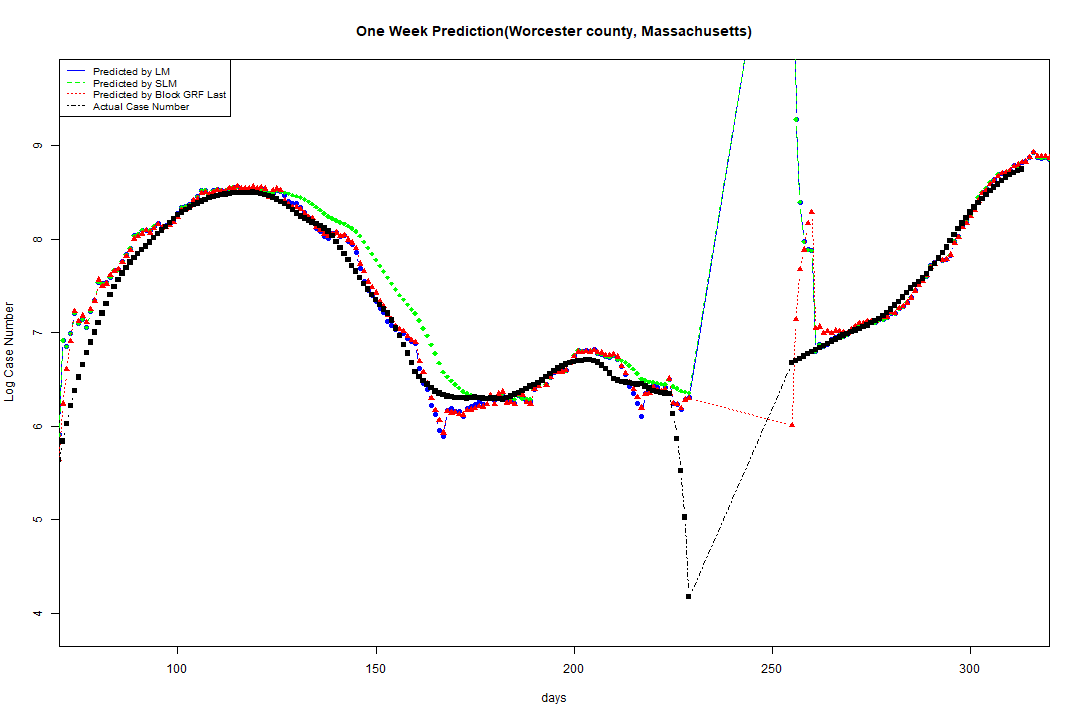 One Week Prediction(Worcester county, Massachusetts)
Predicted by LM
Predicted by SLM
Predicted by Block GRF Last
Actual Case Number
Log Case Number
9
8
7
6
5
4
100 150 200 250 300
days